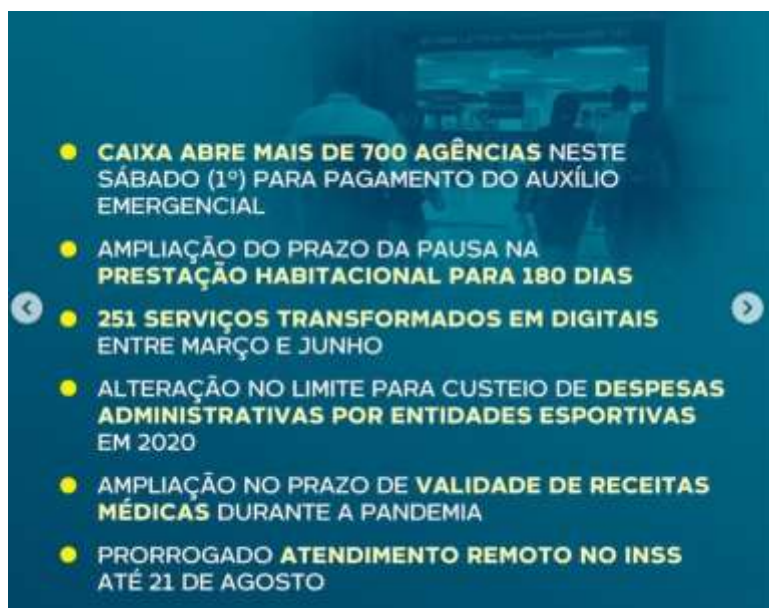 CAIXA ABRE MAIS DE 700 AGÊNCIAS NESTE
SÁBADO (1º) PARA PAGAMENTO DO AUXÍLIO
EMERGENCIAL
AMPLIAÇÃO DO PRAZO DA PAUSA NA
PRESTAÇÃO HABITACIONAL PARA 180 DIAS
251 SERVIÇOS TRANSFORMADOS EM DIGITAIS
ENTRE MARÇO E JUNHO
ALTERAÇÃO NO LIMITE PARA CUSTEIO DE DESPESAS
ADMINISTRATIVAS POR ENTIDADES ESPORTIVAS
EM 2020
AMPLIAÇÃO NO PRAZO DE VALIDADE DE RECEITAS
MÉDICAS DURANTE A PANDEMIA
PRORROGADO ATENDIMENTO REMOTO NO INSS
ATÉ 21 DE AGOSTO